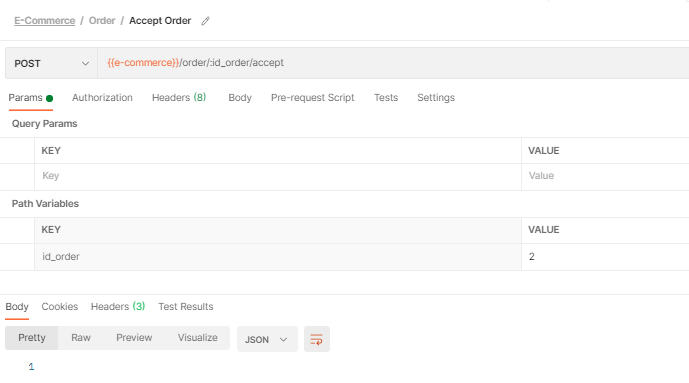 E-Commerce / Order / Accept Order
POST {{e-commerce}}/order/:id_order/accept
Params Authorization Headers (8) Body Pre-request Script Tests Settings
Query Params
KEY VALUE
Key Value
Path Variables
KEY VALUE
id_order 2
Body Cookies Headers (3) Test Results
Pretty Raw Preview Visualize JSON
1